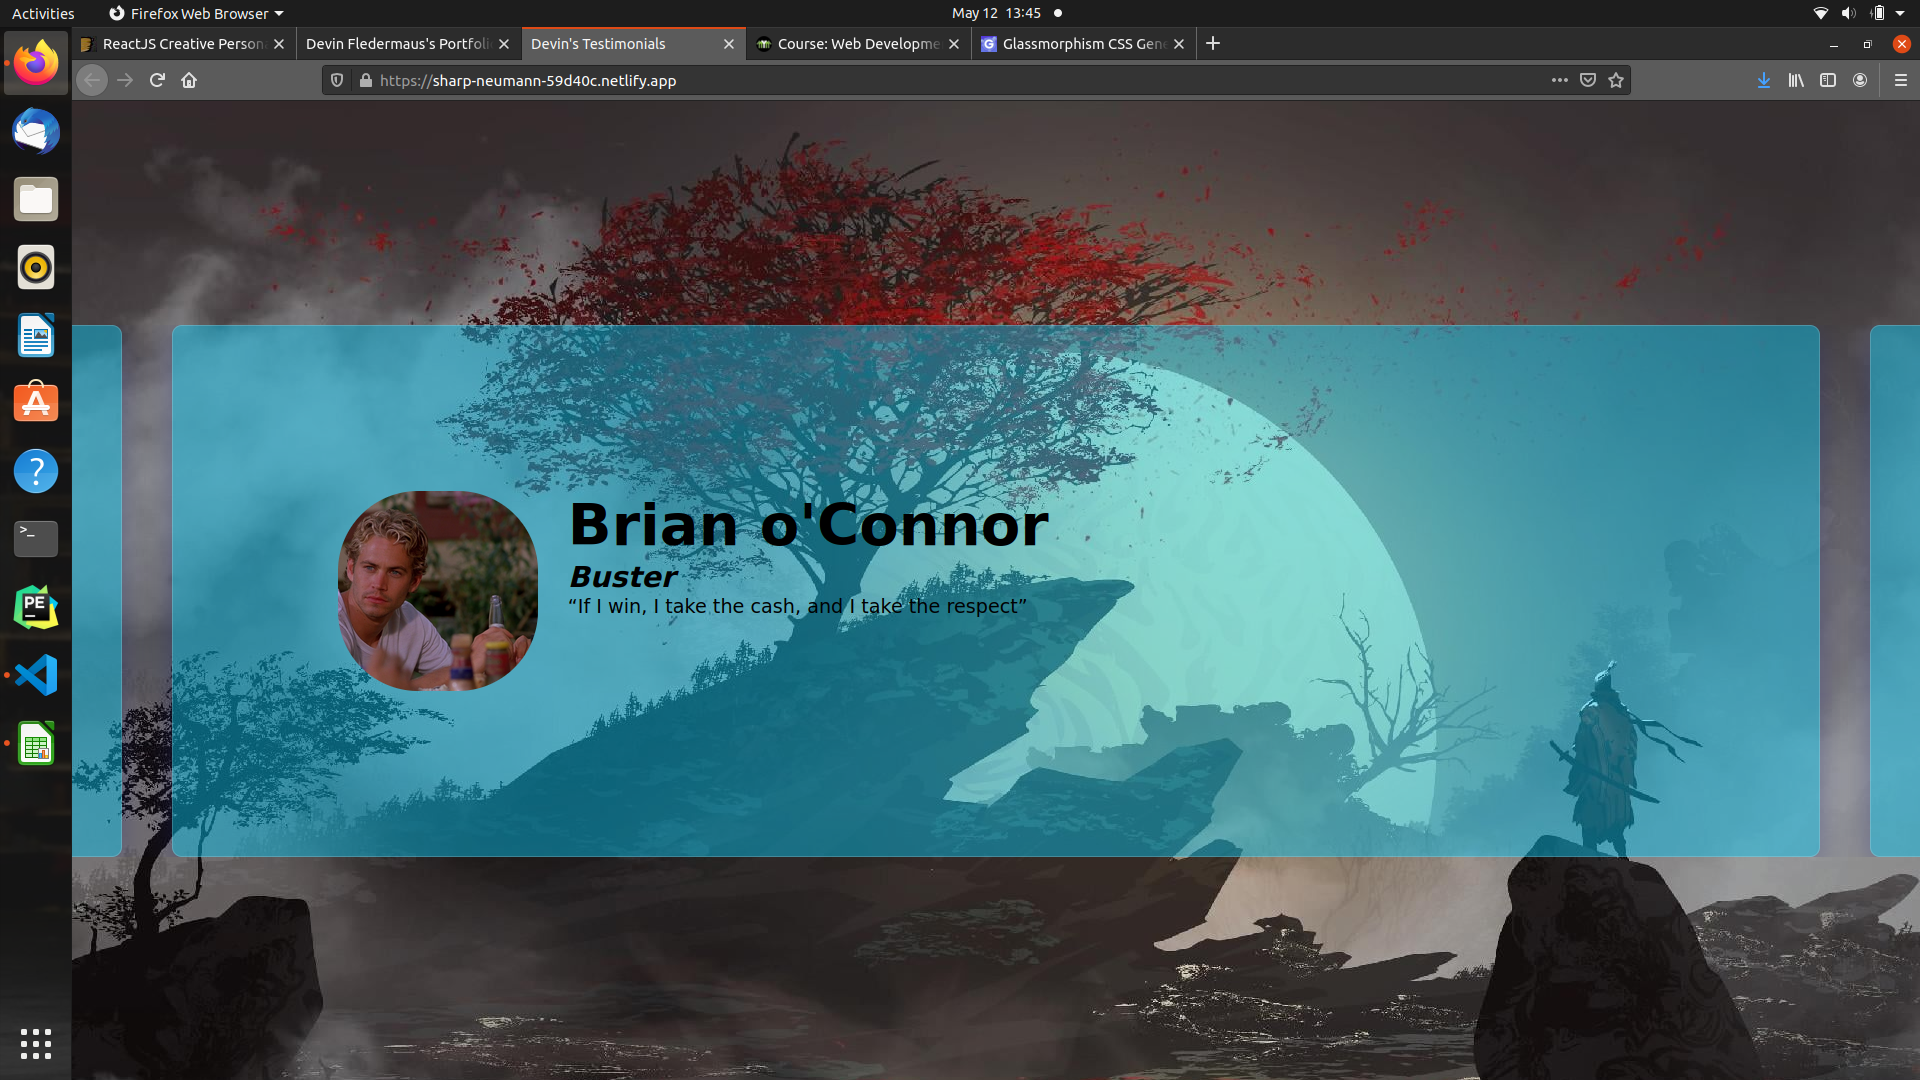 Activities
Firefox Web Browser
May 12 13:45
ReactJS Creative Person
Devin Fledermaus's Portfoli
Devin's Testimonials
Course: Web Developme
Glassmorphism CSS Gene
https://sharp-neumann-59d40c.netlify.app
Brian o'Connor
Buster
“If I win, I take the cash, and I take the respect”
PE